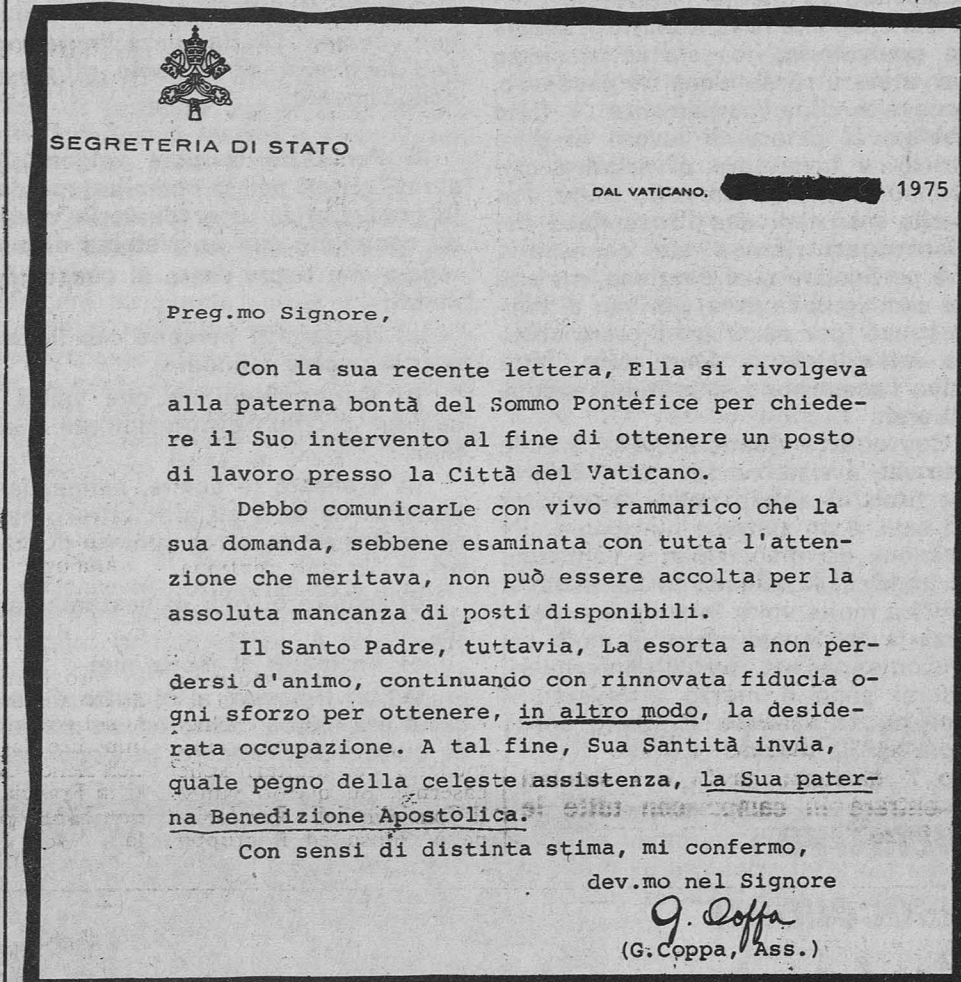 SEGRETERIA DI STATO
DAL VATICANO, 1975
Preg.mo Signore,
Con la sua recente lettera, Ella si rivolgeva
alla paterna bontà del Sommo Pontéfice per chiede-
re il Suo intervento al fine di ottenere un posto
di lavoro presso la Città del Vaticano.
Debbo comunicarLe con vivo rammarico che la
sua domanda, sebbene esaminata con tutta l'atten-
zione che meritava, non può essere accolta per la
assoluta mancanza di posti disponibili.
Il Santo Padre, tuttavia, La esorta a non per-
dersi d'animo, continuando con rinnovata fiducia o-
gni sforzo per ottenere, in altro modo, la deside-
rata occupazione. A tal fine, Sua Santità invia,
quale pegno della celeste assistenza, la Sua pater-
na Benedizione Apostolica.
Con sensi di distinta stima, mi confermo,
dev.mo nel Signore
G. Coppa
(G.Coppa, Ass.)